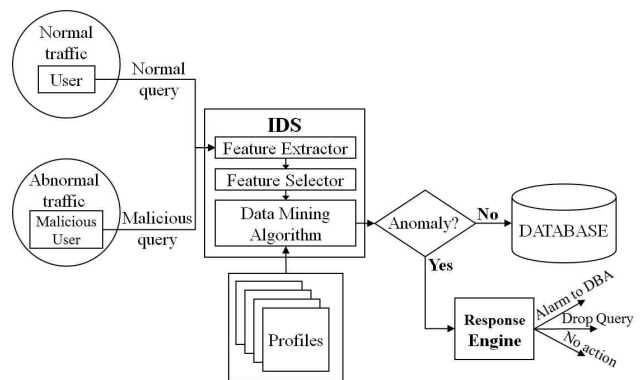 Normal
traffic
User
Normal
query
Abnormal
traffic
Malicious
User
Malicious
query
IDS
Feature Extractor
Feature Selector
Data Mining
Algorithm
Profiles
Anomaly?
No
Yes
DATABASE
Response
Engine
Alarm to DBA
Drop Query
No action